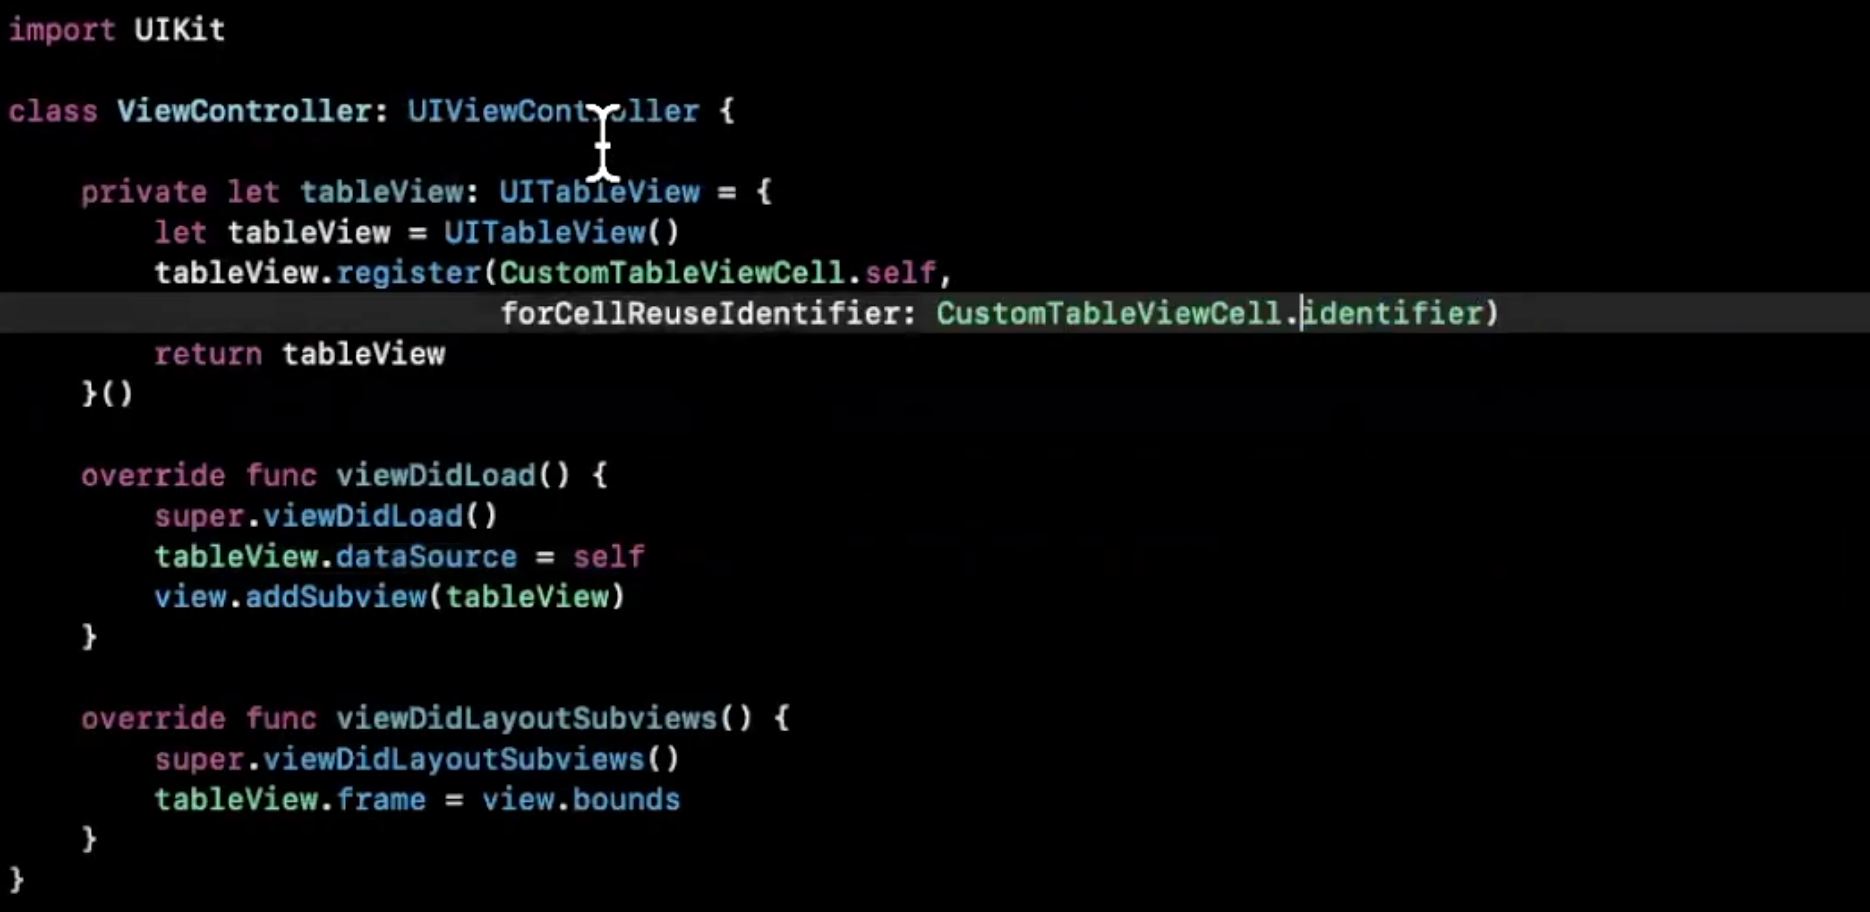 import UIKit
class ViewController: UIViewController {
private let tableView: UITableView = {
let tableView = UITableView()
tableView.register(CustomTableViewCell.self,
forCellReuseIdentifier: CustomTableViewCell.identifier)
return tableView
}()
override func viewDidLoad() {
super.viewDidLoad()
tableView.dataSource = self
view.addSubview(tableView)
}
override func viewDidLayoutSubviews() {
super.viewDidLayoutSubviews()
tableView.frame = view.bounds
}
}